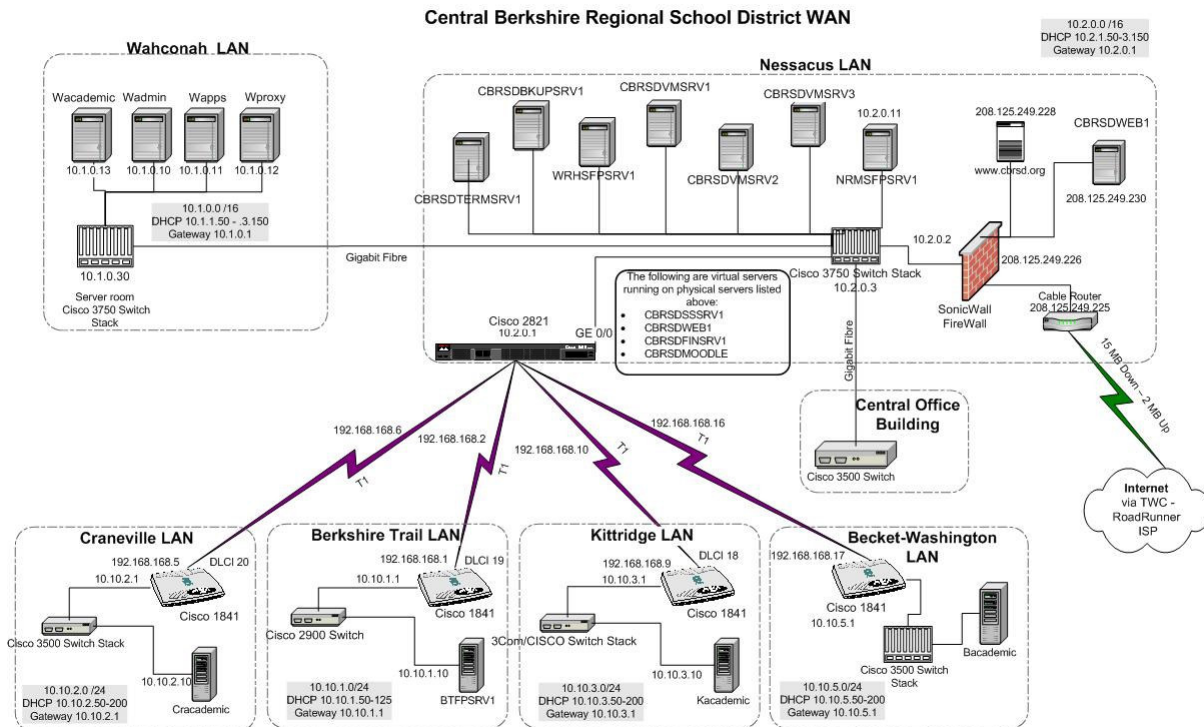 Central Berkshire Regional School District WAN
10.2.0.0 /16
DHCP 10.2.1.50-3.150
Gateway 10.2.0.1
Wahconah LAN
Wacademic
Wadmin
Wapps
Wproxy
10.1.0.13
10.1.0.10
10.1.0.11
10.1.0.12
10.1.0.0 /16
DHCP 10.1.1.50 - .3.150
Gateway 10.1.0.1
10.1.0.30
Server room
Cisco 3750 Switch
Stack
Gigabit Fibre
Nessacus LAN
CBRSDBKUPSRV1
CBRSDVMSRV1
CBRSDVMSRV3
10.2.0.11
CBRSDTERMSRV1
WRHSFPSRV1
CBRSDVMSRV2
NRMSFPSRV1
208.125.249.228
www.cbrsd.org
CBRSDWEB1
208.125.249.230
10.2.0.2
208.125.249.226
SonicWall
FireWall
Cable Router
208.125.249.225
Cisco 3750 Switch Stack
10.2.0.3
The following are virtual servers
running on physical servers listed
above:
• CBRSDSSSRV1
• CBRSDWEB1
• CBRSDFINSRV1
• CBRSDMOODLE
Cisco 2821
10.2.0.1
GE 0/0
Gigabit Fibre
15 MB Down – 2 MB Up
Internet
via TWC -
RoadRunner
ISP
Central Office
Building
Cisco 3500 Switch
192.168.168.6
T1
192.168.168.2
T1
192.168.168.10
T1
192.168.168.16
T1
Craneville LAN
192.168.168.5
DLCI 20
10.10.2.1
Cisco 1841
Cisco 3500 Switch Stack
10.10.2.10
Cracademic
10.10.2.0 /24
DHCP 10.10.2.50-200
Gateway 10.10.2.1
Berkshire Trail LAN
192.168.168.1
DLCI 19
10.10.1.1
Cisco 1841
Cisco 2900 Switch
10.10.1.10
BTFPSRV1
10.10.1.0/24
DHCP 10.10.1.50-125
Gateway 10.10.1.1
Kittridge LAN
DLCI 18
192.168.168.9
10.10.3.1
Cisco 1841
3Com/CISCO Switch Stack
10.10.3.10
Kacademic
10.10.3.0/24
DHCP 10.10.3.50-200
Gateway 10.10.3.1
Becket-Washington
LAN
192.168.168.17
Cisco 1841
10.10.5.1
Cisco 3500 Switch
Stack
Bacademic
10.10.5.0/24
DHCP 10.10.5.50-200
Gateway 10.10.5.1